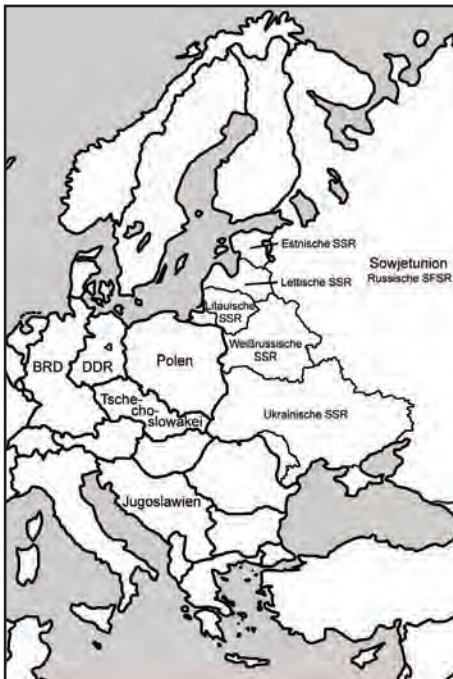 Estnische SSR
Sowjetunion
Russische SFSR
Lettische SSR
Litauische
SSR
Weißrussische
SSR
BRD
DDR
Polen
Tsche-
cho-
slowakei
Ukrainische SSR
Jugoslawien